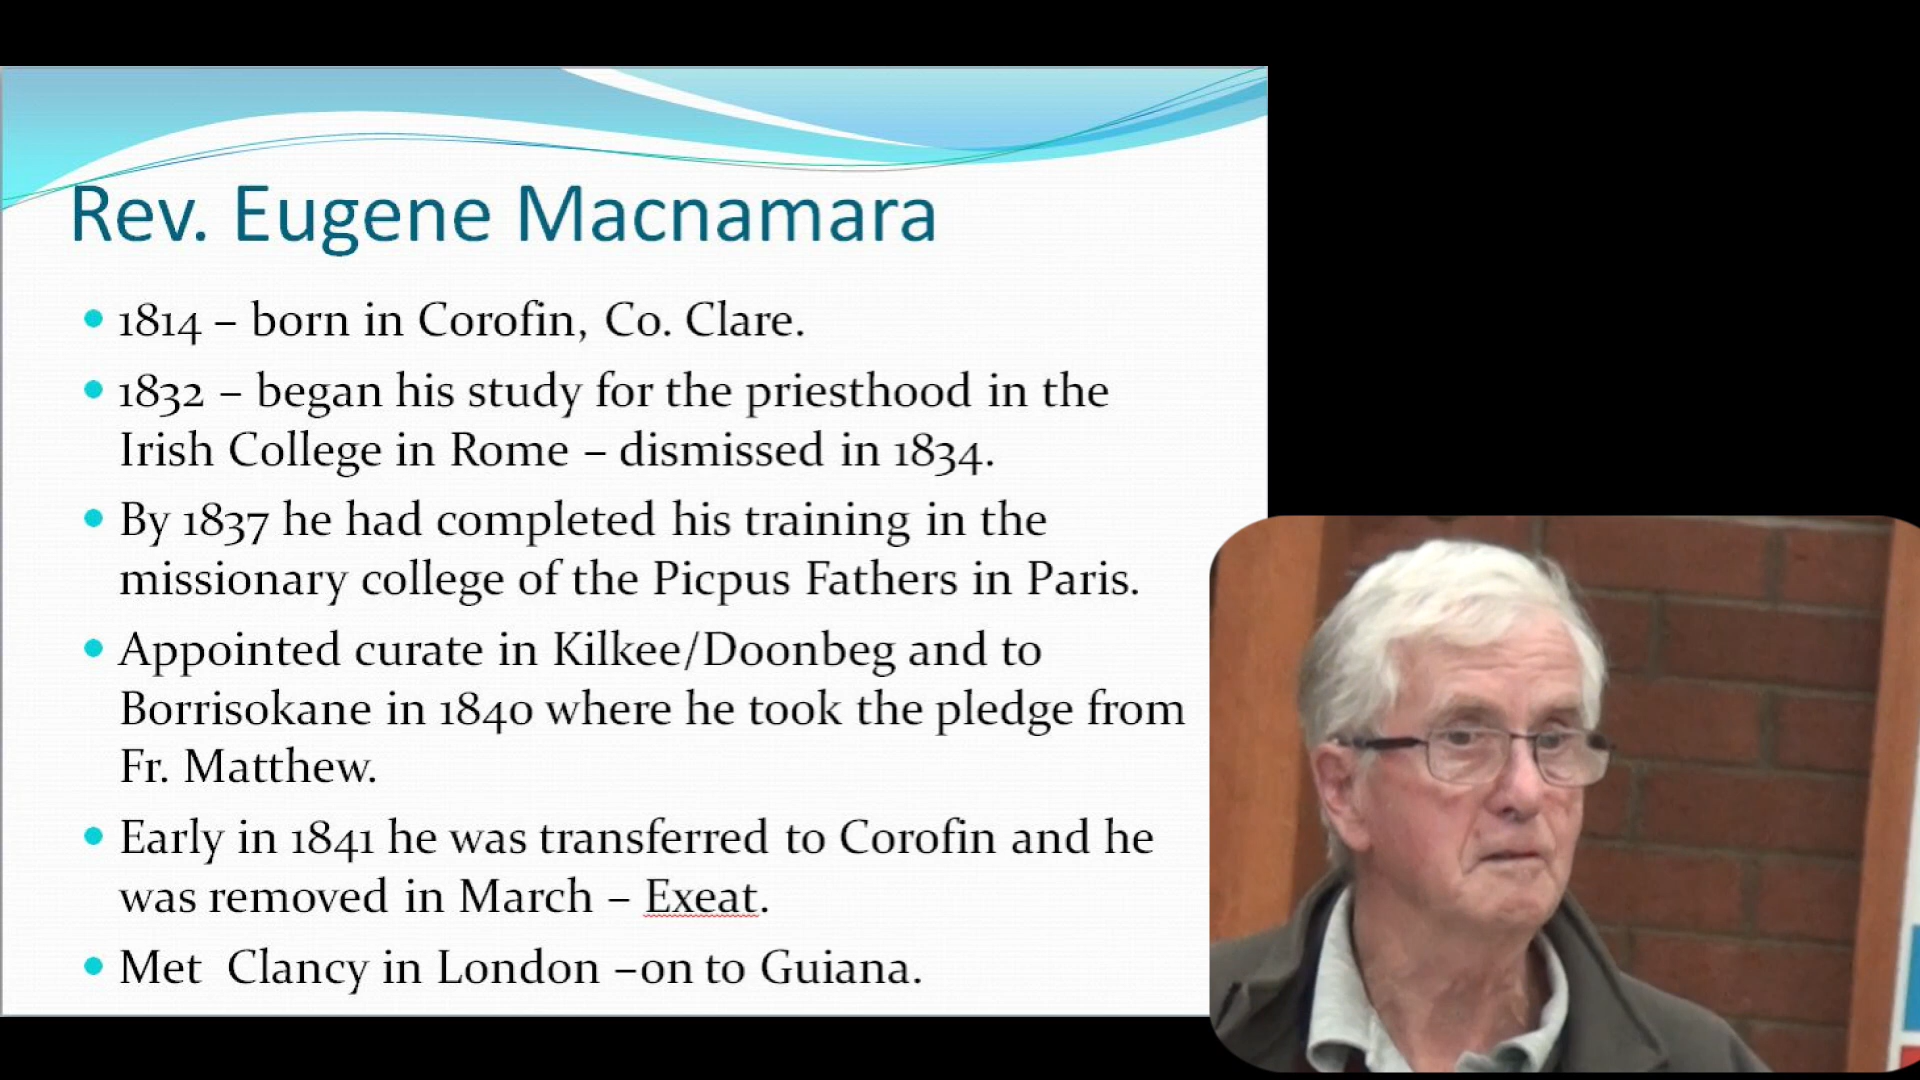 Rev. Eugene Macnamara
• 1814 – born in Corofin, Co. Clare.
• 1832 – began his study for the priesthood in the
Irish College in Rome – dismissed in 1834.
• By 1837 he had completed his training in the
missionary college of the Picpus Fathers in Paris.
• Appointed curate in Kilkee/Doonbeg and to
Borrisokane in 1840 where he took the pledge from
Fr. Matthew.
• Early in 1841 he was transferred to Corofin and he
was removed in March – Exeat.
• Met  Clancy in London –on to Guiana.